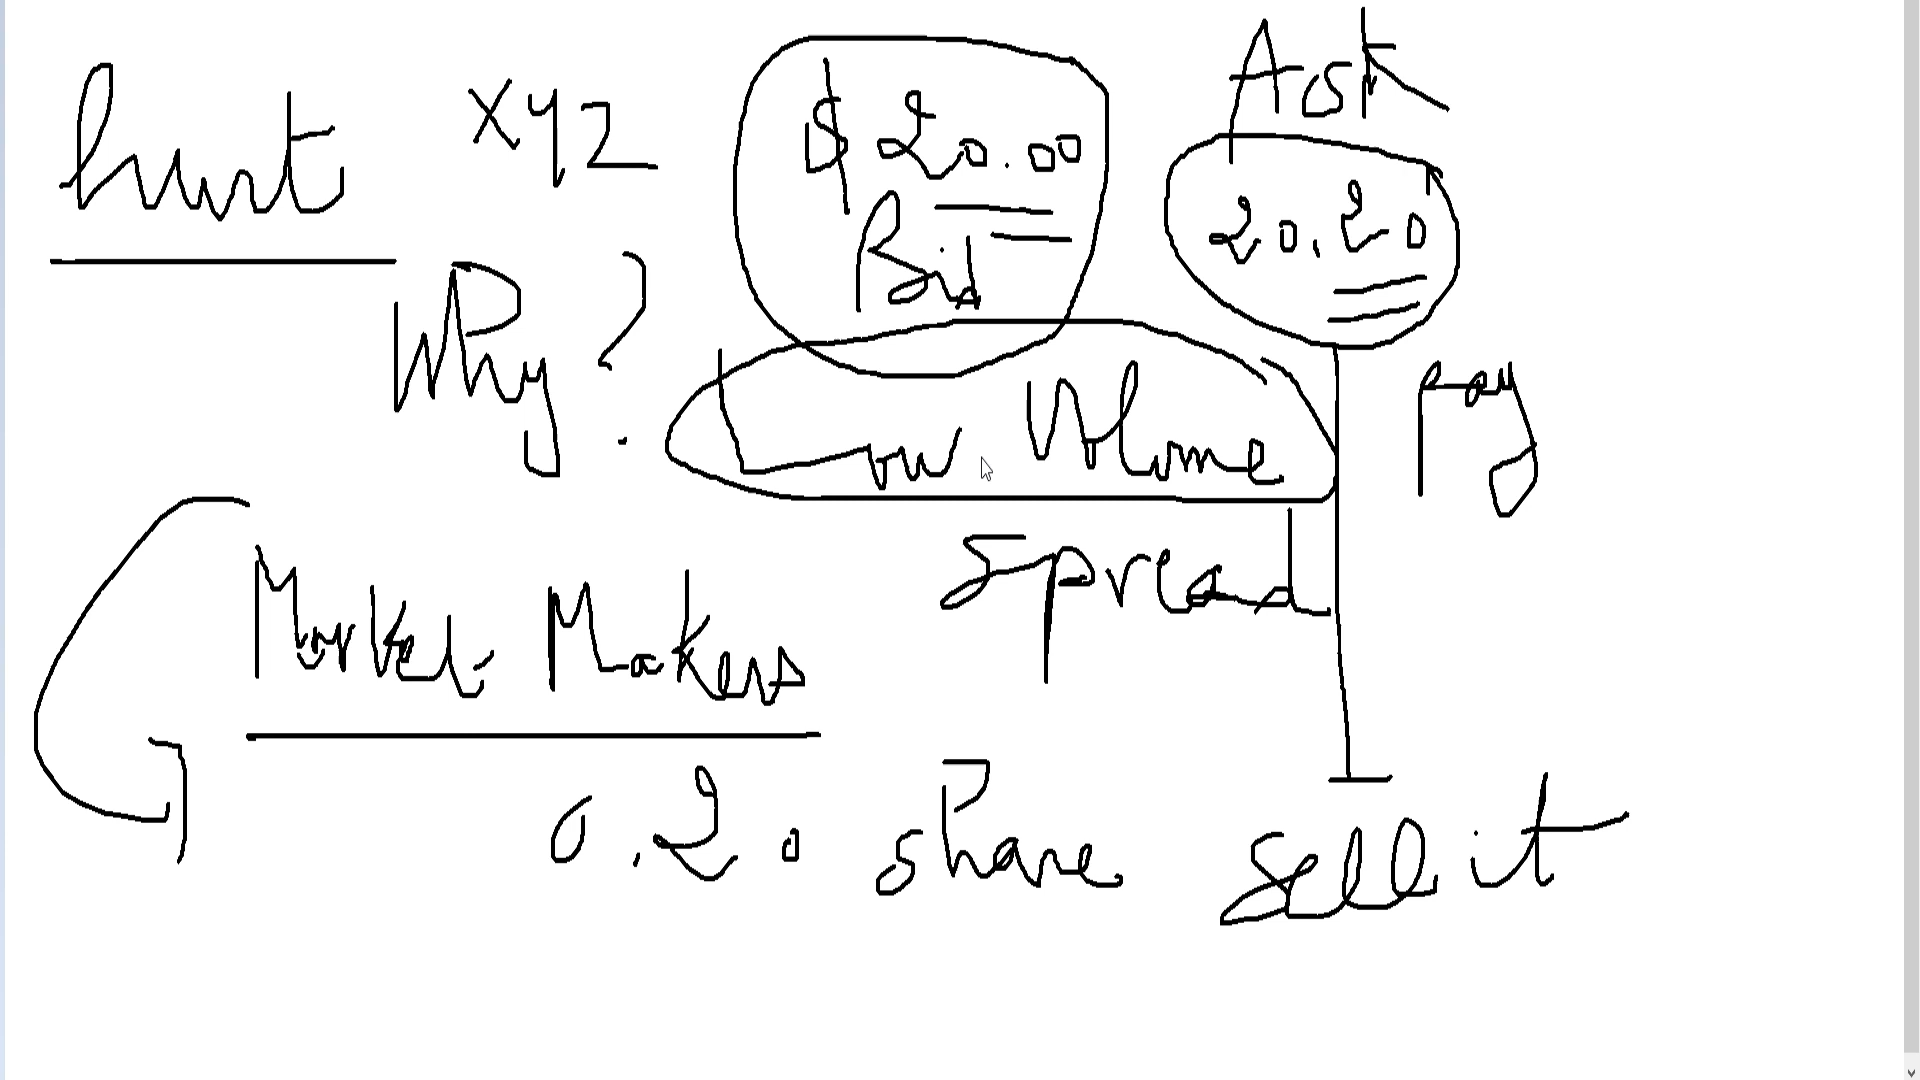 hunt xyz $20.00 Ask
Bid 20.20
Why?
Low Volume pay
Spread
Market Makers
0.20 share sell it